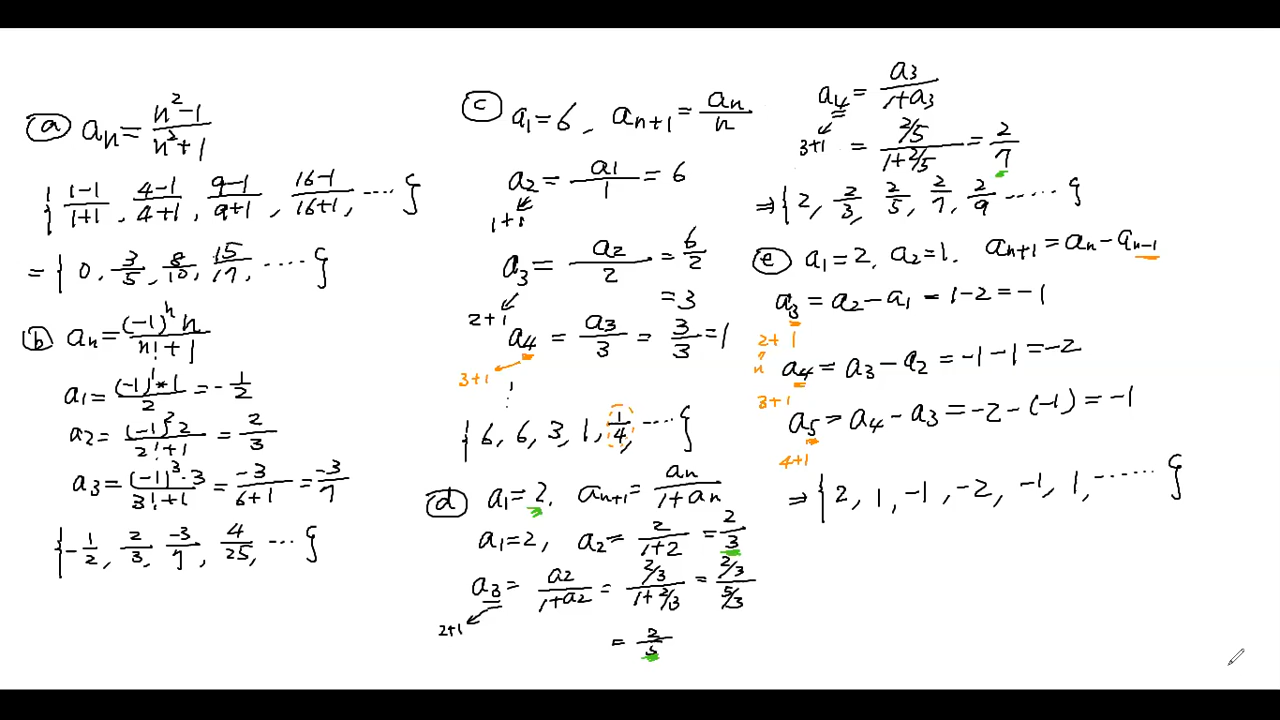 ⓐ an = (n²-1)/(n²+1)
{ (1-1)/(1+1), (4-1)/(4+1), (9-1)/(9+1), (16-1)/(16+1), ···· }
= { 0, 3/5, 8/10, 15/17, ····· }
ⓑ an = (-1)ⁿ n/(n!+1)
a1 = (-1)¹*1/2 = -1/2
a2 = (-1)²2/(2!+1) = 2/3
a3 = (-1)³·3/(3!+1) = -3/(6+1) = -3/7
{ -1/2, 2/3, -3/7, 4/25, ··· }
ⓒ a1 = 6, an+1 = an/n
a2 = a1/1 = 6
1+1
a3 = a2/2 = 6/2
= 3
2+1
a4 = a3/3 = 3/3 = 1
3+1
⋮
{ 6, 6, 3, 1, 1/4, ···· }
ⓓ a1 = 2, an+1 = an/(1+an)
a1 = 2, a2 = 2/(1+2) = 2/3
a3 = a2/(1+a2) = (2/3)/(1+2/3) = (2/3)/(5/3)
2+1
= 2/5
a4 = a3/(1+a3)
3+1 = (2/5)/(1+2/5) = 2/7
⇒ { 2, 2/3, 2/5, 2/7, 2/9 ······ }
ⓔ a1 = 2, a2 = 1. an+1 = an - an-1
a3 = a2 - a1 = 1-2 = -1
2+1
n
a4 = a3 - a2 = -1-1 = -2
3+1
a5 = a4 - a3 = -2-(-1) = -1
4+1
⇒ { 2, 1, -1, -2, -1, 1, ······ }